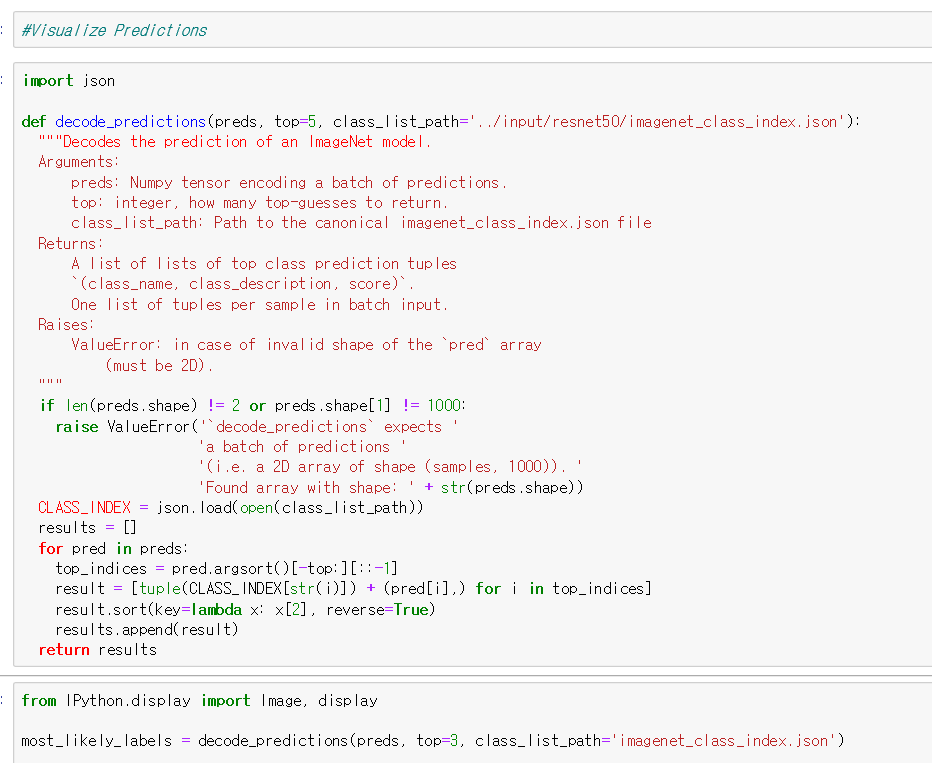 #Visualize Predictions
import json
def decode_predictions(preds, top=5, class_list_path='../input/resnet50/imagenet_class_index.json'):
"""Decodes the prediction of an ImageNet model.
Arguments:
preds: Numpy tensor encoding a batch of predictions.
top: integer, how many top-guesses to return.
class_list_path: Path to the canonical imagenet_class_index.json file
Returns:
A list of lists of top class prediction tuples
`(class_name, class_description, score)`.
One list of tuples per sample in batch input.
Raises:
ValueError: in case of invalid shape of the `pred` array
(must be 2D).
"""
if len(preds.shape) != 2 or preds.shape[1] != 1000:
raise ValueError('`decode_predictions` expects '
'a batch of predictions '
'(i.e. a 2D array of shape (samples, 1000)). '
'Found array with shape: ' + str(preds.shape))
CLASS_INDEX = json.load(open(class_list_path))
results = []
for pred in preds:
top_indices = pred.argsort()[-top:][::-1]
result = [tuple(CLASS_INDEX[str(i)]) + (pred[i],) for i in top_indices]
result.sort(key=lambda x: x[2], reverse=True)
results.append(result)
return results
from IPython.display import Image, display
most_likely_labels = decode_predictions(preds, top=3, class_list_path='imagenet_class_index.json')